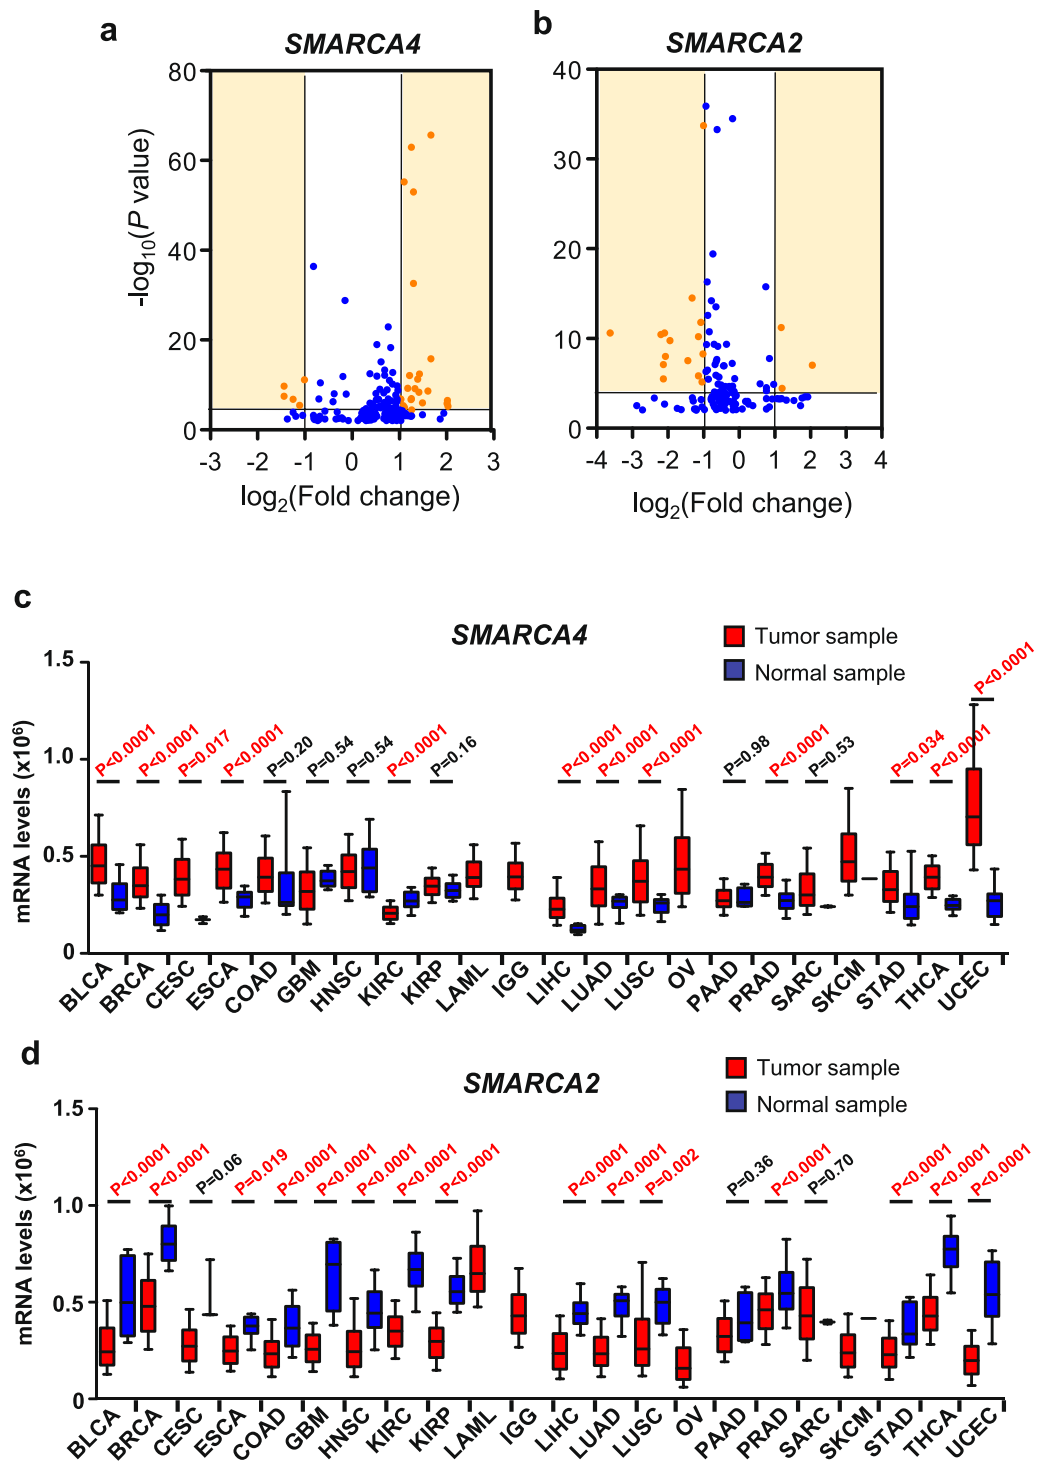 a
SMARCA4
b
SMARCA2
80
60
40
20
0
-log10(P value)
-3 -2 -1 0 1 2 3
log2(Fold change)
40
30
20
10
0
-4 -3 -2 -1 0 1 2 3 4
log2(Fold change)
c
SMARCA4
Tumor sample
Normal sample
1.5
1.0
0.5
0
mRNA levels (x10⁶)
P<0.0001 P<0.0001 P=0.017 P<0.0001 P=0.20 P=0.54 P=0.54 P<0.0001 P=0.16 P<0.0001 P<0.0001 P<0.0001 P=0.98 P<0.0001 P=0.53 P=0.034 P<0.0001 P<0.0001
BLCA BRCA CESC ESCA COAD GBM HNSC KIRC KIRP LAML IGG LIHC LUAD LUSC OV PAAD PRAD SARC SKCM STAD THCA UCEC
d
SMARCA2
Tumor sample
Normal sample
1.5
1.0
0.5
0
mRNA levels (x10⁶)
P<0.0001 P<0.0001 P=0.06 P=0.019 P<0.0001 P<0.0001 P<0.0001 P<0.0001 P<0.0001 P<0.0001 P<0.0001 P=0.002 P=0.36 P<0.0001 P=0.70 P<0.0001 P<0.0001 P<0.0001
BLCA BRCA CESC ESCA COAD GBM HNSC KIRC KIRP LAML IGG LIHC LUAD LUSC OV PAAD PRAD SARC SKCM STAD THCA UCEC